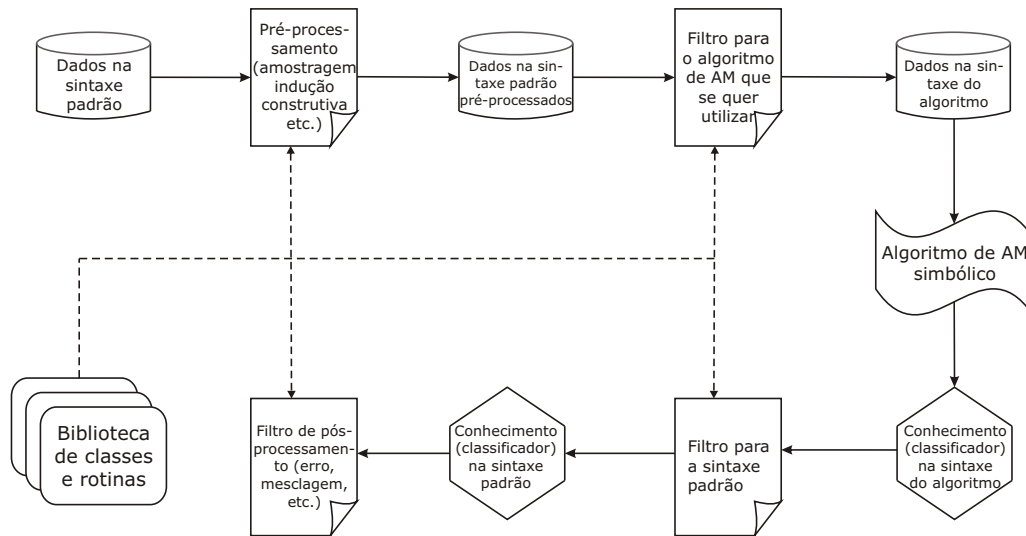 Dados na
sintaxe
padrão
Pré-proces-
samento
(amostragem
indução
construtiva
etc.)
Dados na sin-
taxe padrão
pré-processados
Filtro para
o algoritmo
de AM que
se quer
utilizar
Dados na sin-
taxe do
algoritmo
Algoritmo de AM
simbólico
Biblioteca
de classes
e rotinas
Filtro de pós-
processamen-
to (erro,
mesclagem,
etc.)
Conhecimento
(classificador)
na sintaxe
padrão
Filtro para
a sintaxe
padrão
Conhecimento
(classificador)
na sintaxe
do algoritmo